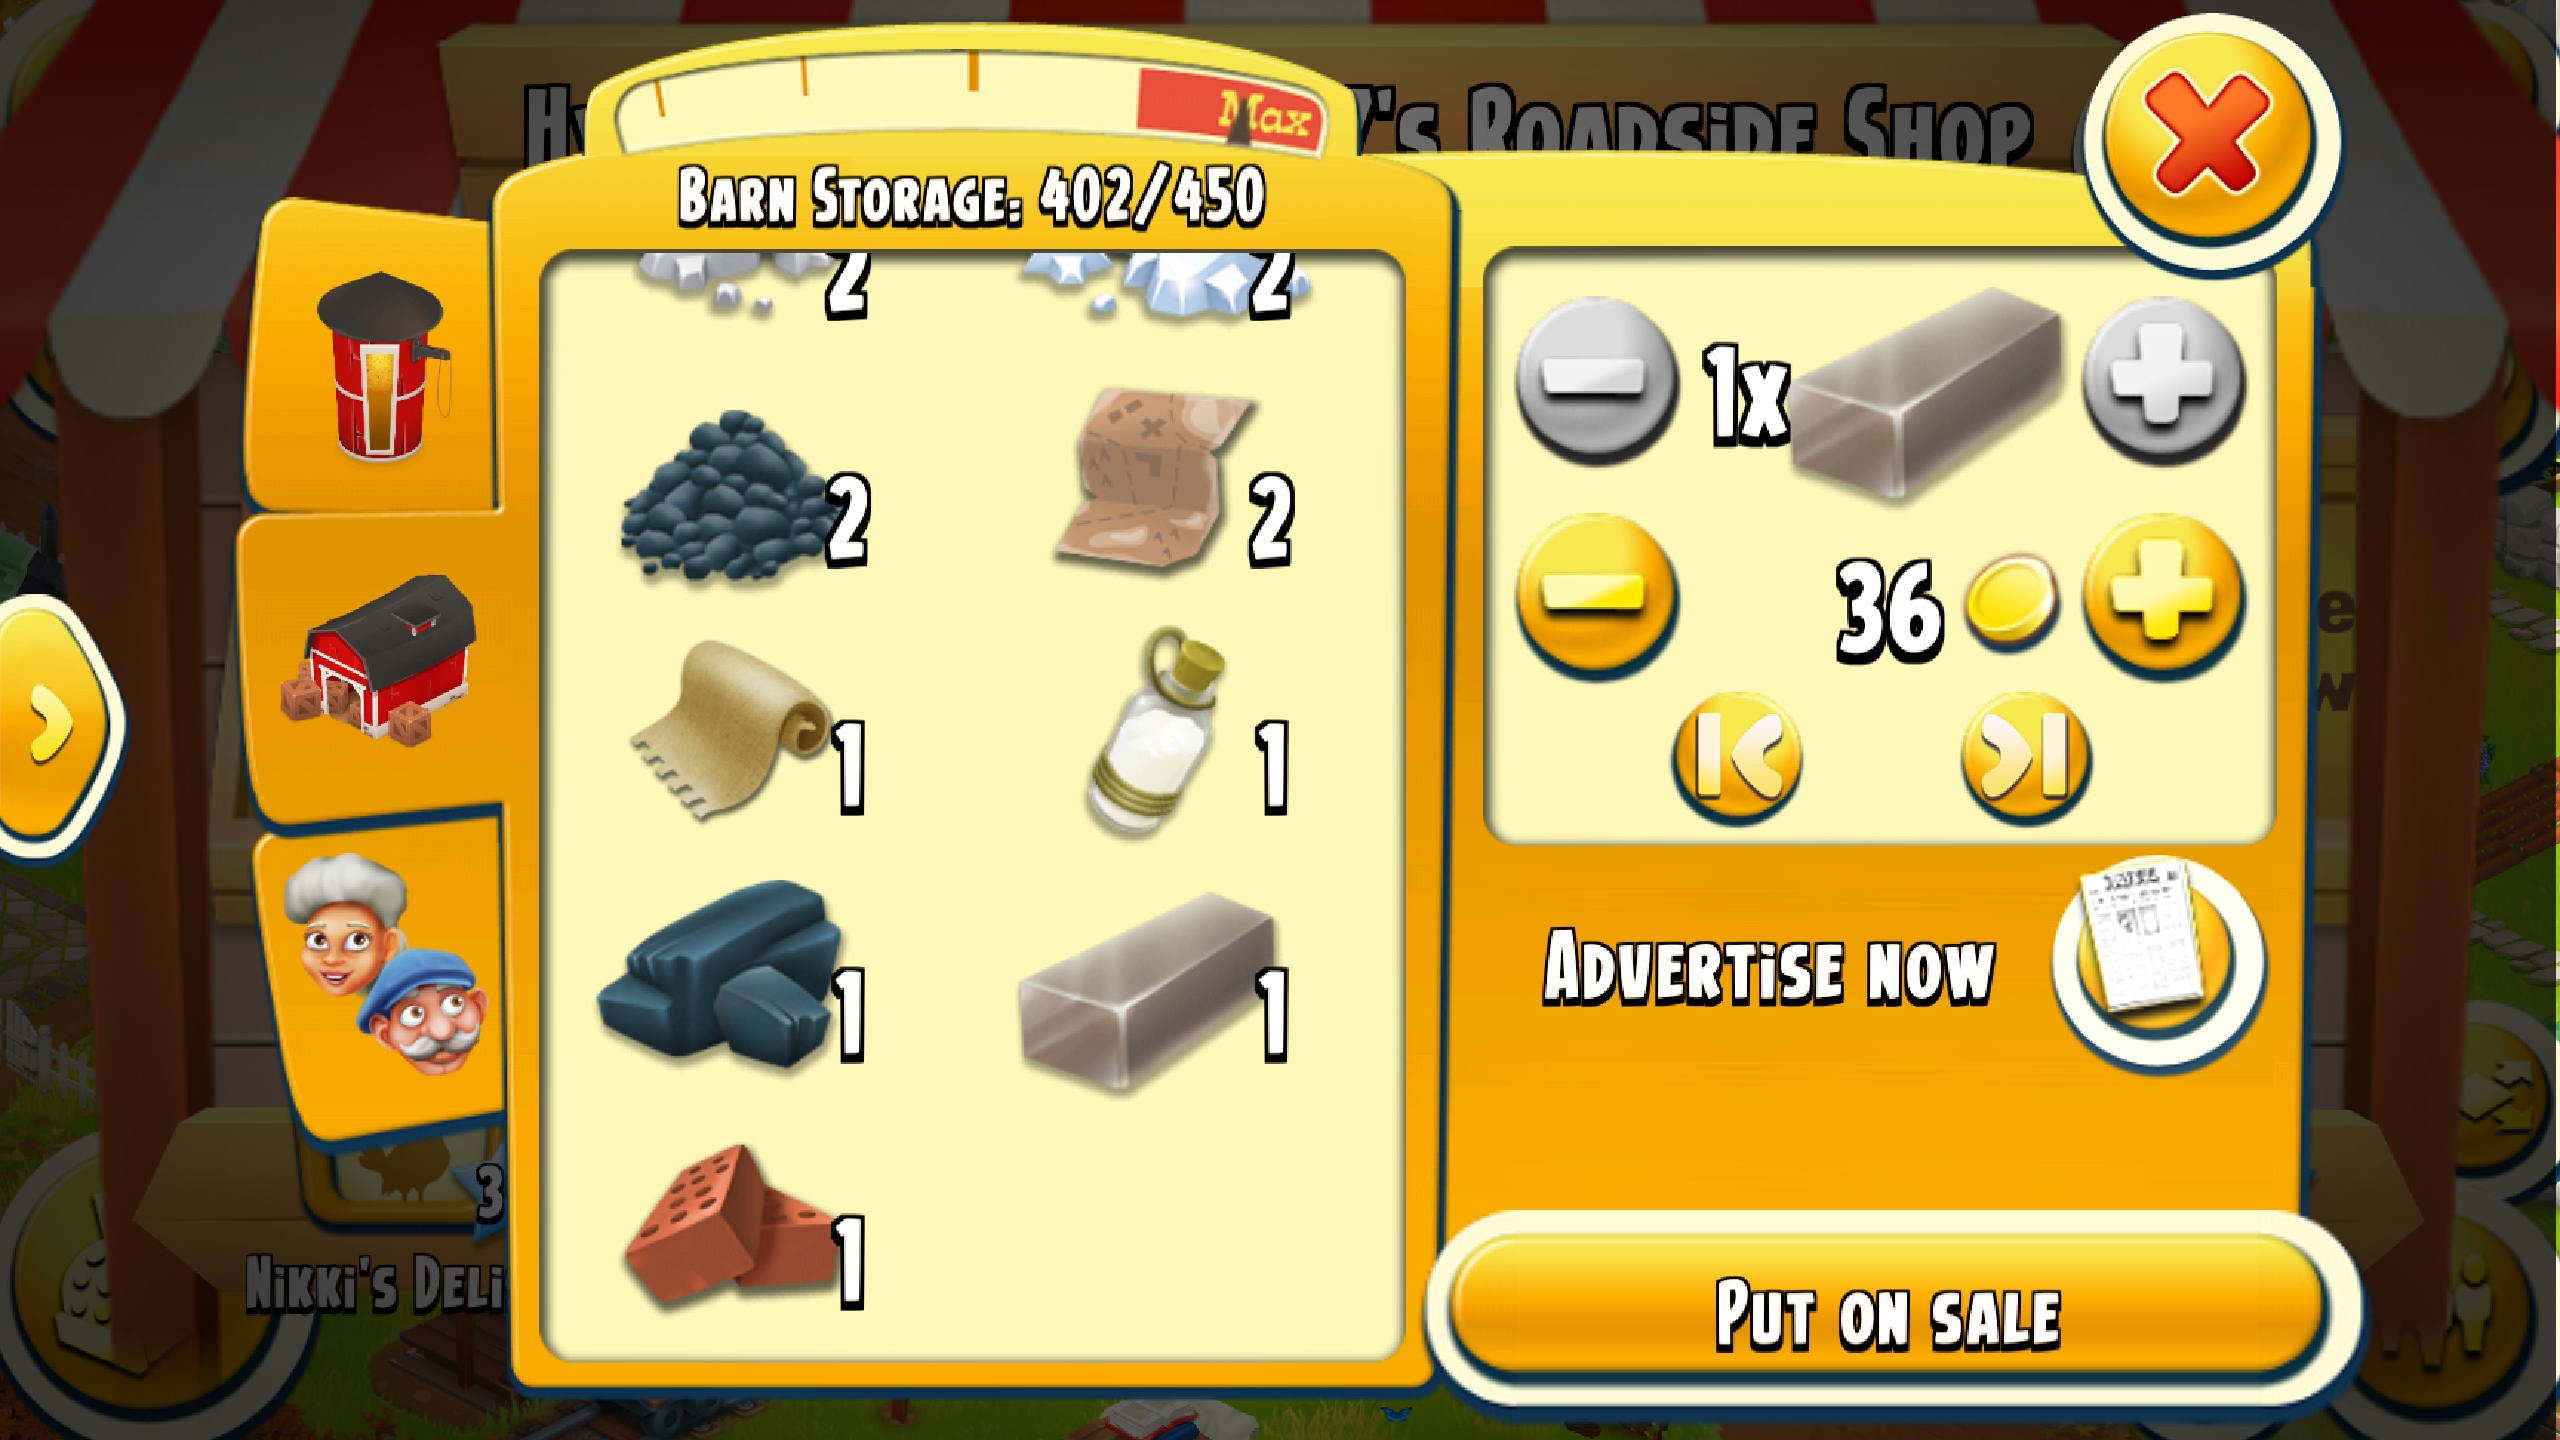 Max
's Roadside Shop
Barn Storage: 402/450
2
2
1x
2
2
36
1
1
1
1
Advertise now
3
1
Nikki's Deli
Put on sale